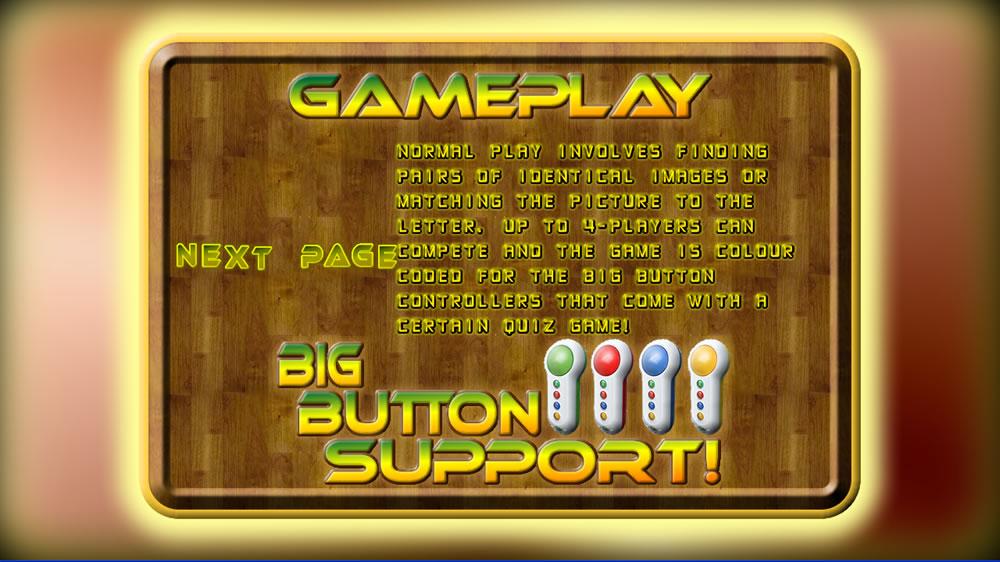 GAMEPLAY
NORMAL PLAY INVOLVES FINDING
PAIRS OF IDENTICAL IMAGES OR
MATCHING THE PICTURE TO THE
LETTER. UP TO 4-PLAYERS CAN
COMPETE AND THE GAME IS COLOUR
CODED FOR THE BIG BUTTON
CONTROLLERS THAT COME WITH A
CERTAIN QUIZ GAME!
NEXT PAGE
BIG
BUTTON
SUPPORT!